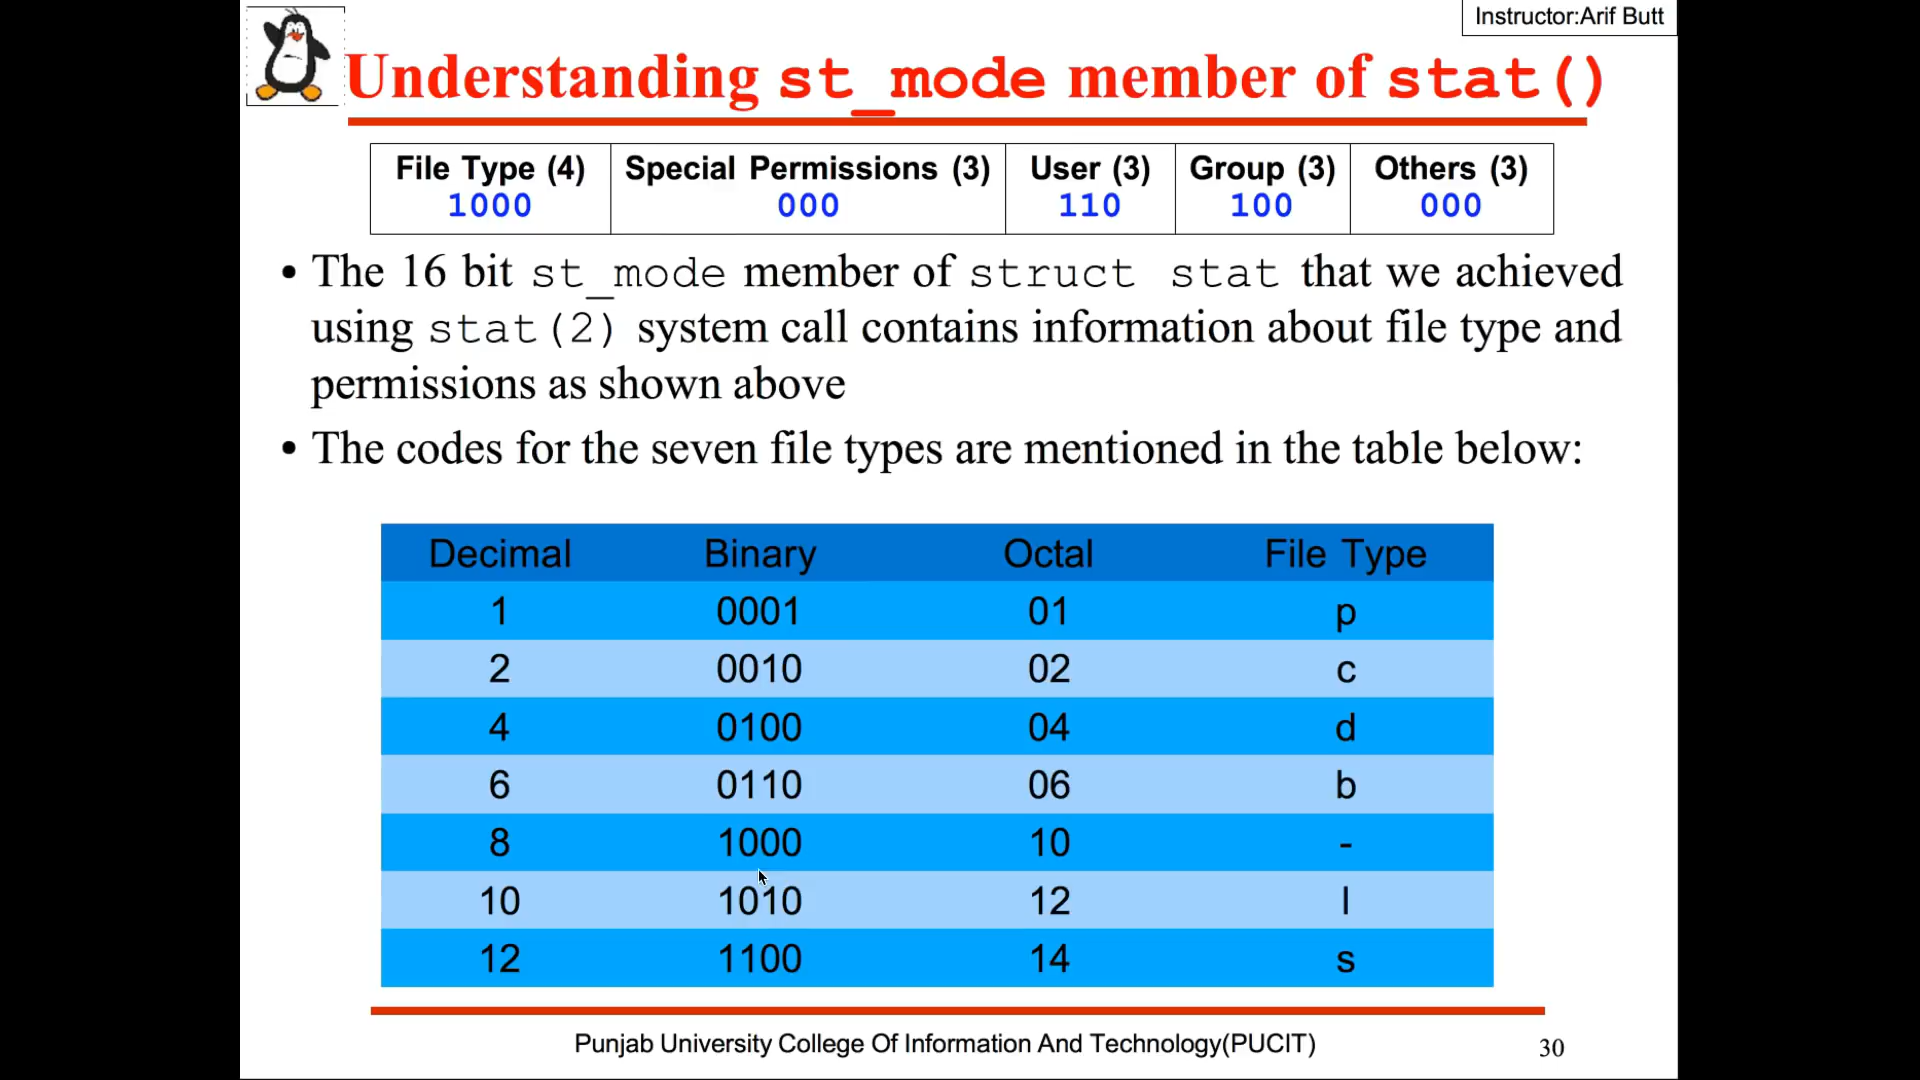 Instructor:Arif Butt
Understanding st_mode member of stat()
File Type (4) Special Permissions (3) User (3) Group (3) Others (3)
1000 000 110 100 000
• The 16 bit st_mode member of struct stat that we achieved
using stat(2) system call contains information about file type and
permissions as shown above
• The codes for the seven file types are mentioned in the table below:
Decimal Binary Octal File Type
1 0001 01 p
2 0010 02 c
4 0100 04 d
6 0110 06 b
8 1000 10 -
10 1010 12 l
12 1100 14 s
Punjab University College Of Information And Technology(PUCIT) 30